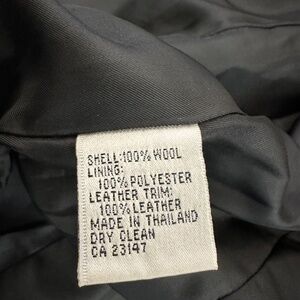 SHELL:100% WOOL
LINING:
100% POLYESTER
LEATHER TRIM:
100% LEATHER
MADE IN THAILAND
DRY CLEAN
CA 23147